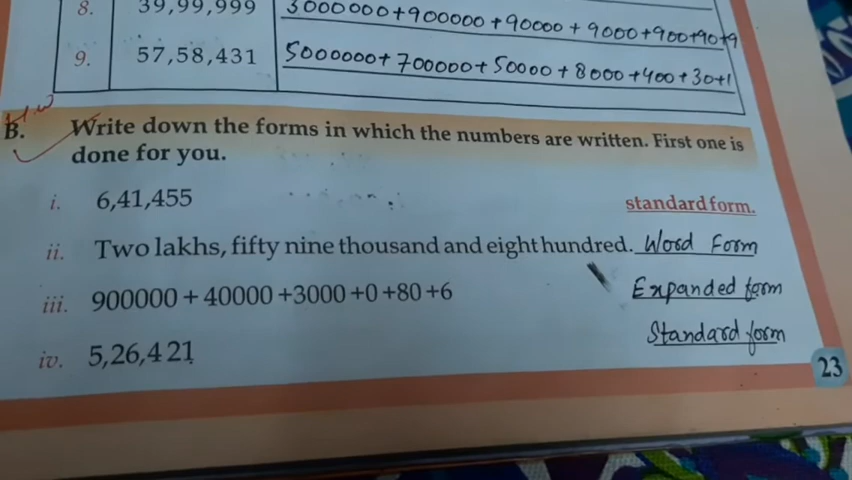 8. 39,99,999 3000000+900000+90000+9000+900+90+9
9. 57,58,431 5000000+700000+50000+8000+400+30+1
H.W
B. Write down the forms in which the numbers are written. First one is
done for you.
i. 6,41,455 standard form.
ii. Two lakhs, fifty nine thousand and eight hundred. Word Form
iii. 900000 + 40000 +3000 +0 +80 +6 Expanded form
iv. 5,26,421 Standard form
23